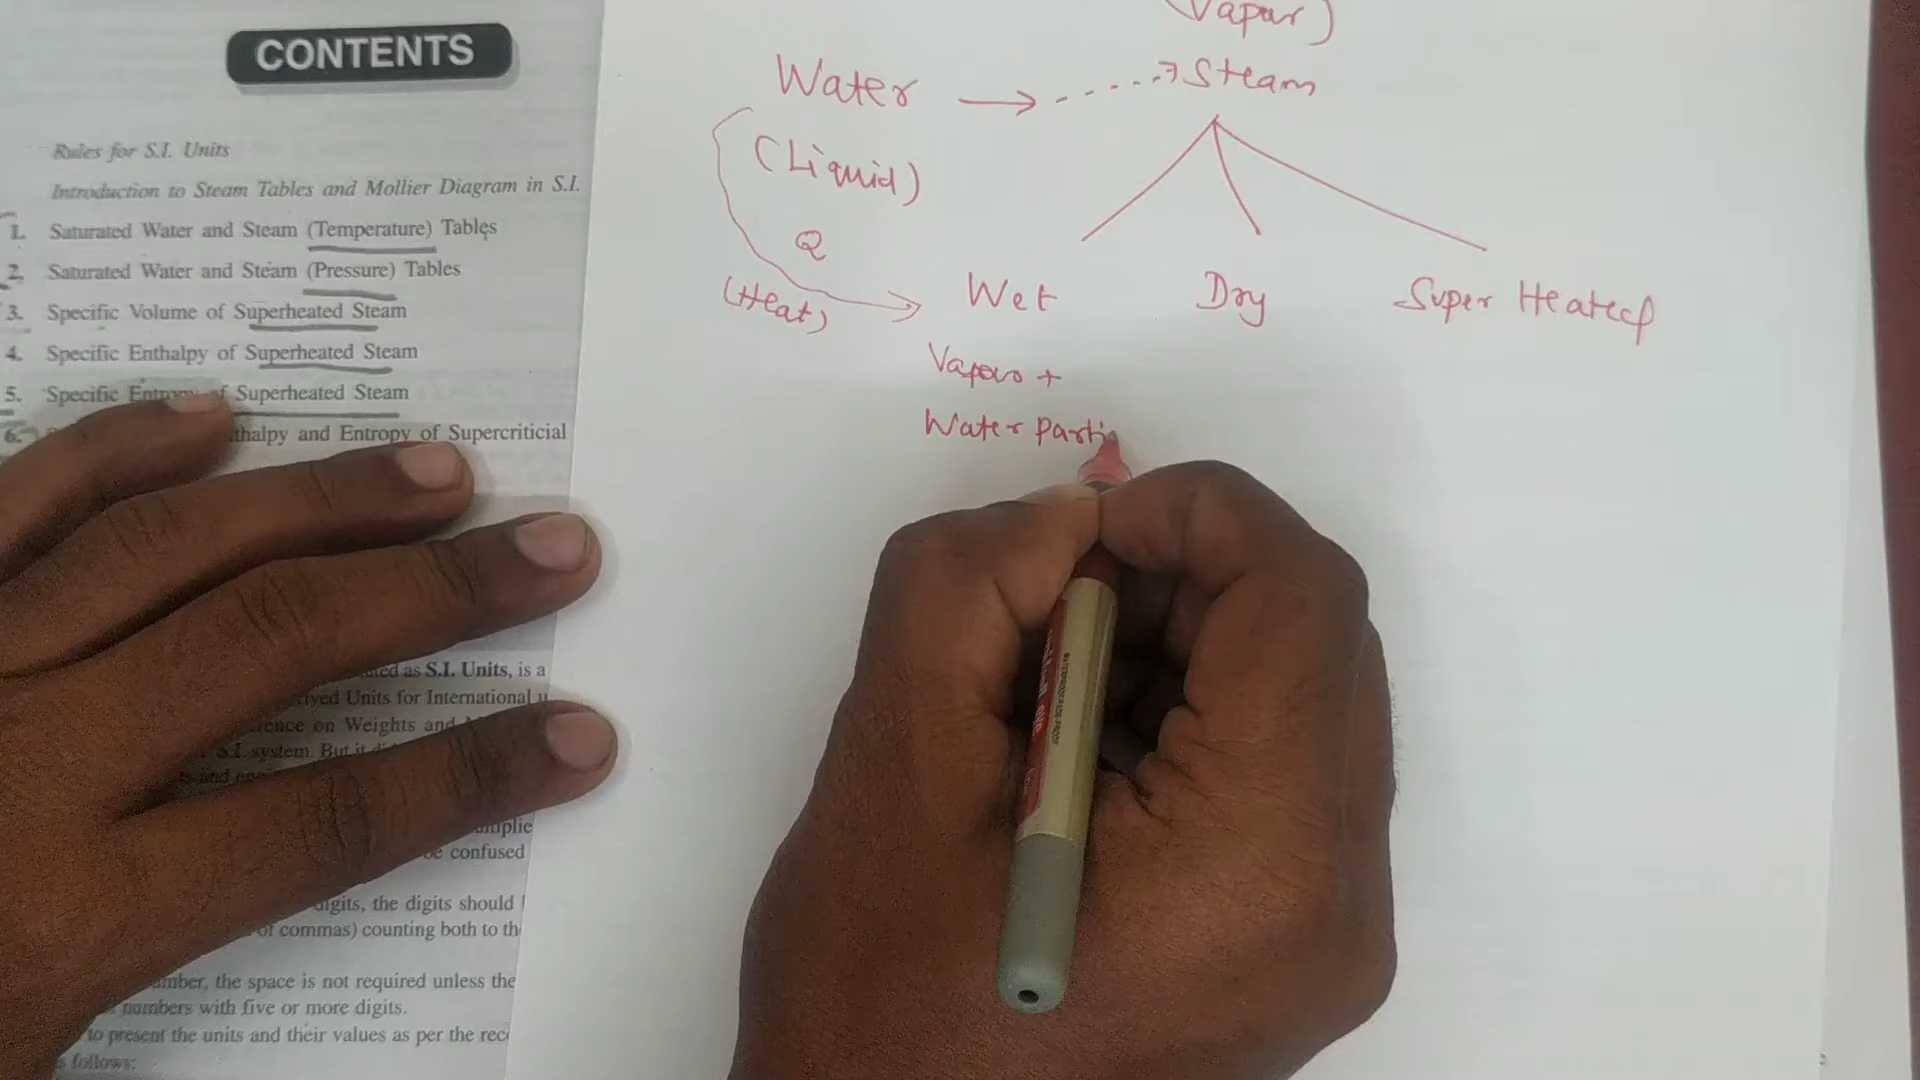 CONTENTS
Rules for S.I. Units
Introduction to Steam Tables and Mollier Diagram in S.I.
1. Saturated Water and Steam (Temperature) Tables
2. Saturated Water and Steam (Pressure) Tables
3. Specific Volume of Superheated Steam
4. Specific Enthalpy of Superheated Steam
5. Specific Entropy of Superheated Steam
6. and Entropy of Supercriticial
as S.I. Units, is a
Units for International
on Weights and
S.I. system. But it
and
confused
digits, the digits should
of commas) counting both to
the space is not required unless the
numbers with five or more digits.
to present the units and their values as per the
follows:
(Vapur)
Water → Steam
(Liquid)
Q
(Heat)
Wet Dry Super Heated
Vapour +
Water Parti